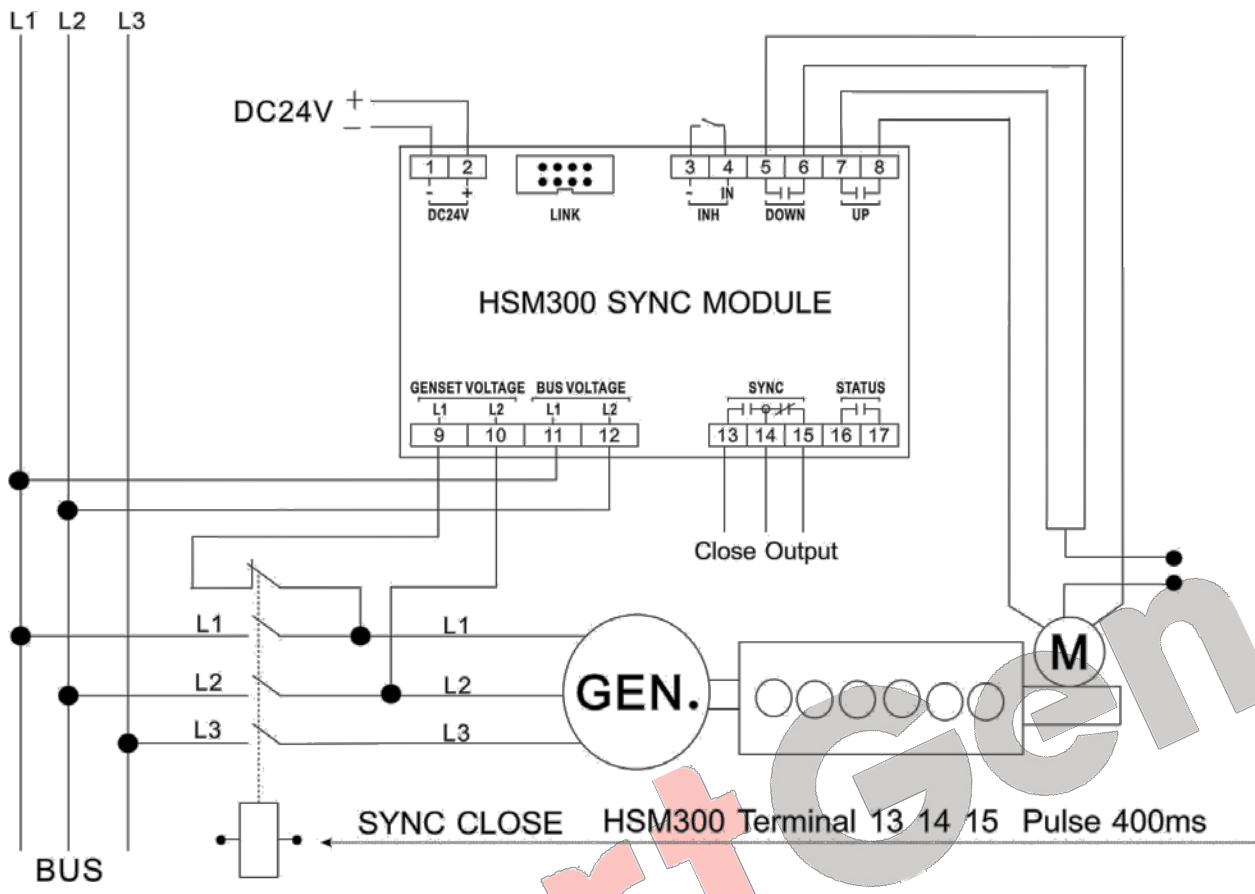 L1 L2 L3
DC24V + −
1 2 3 4 5 6 7 8
- + - IN
DC24V LINK INH DOWN UP
HSM300 SYNC MODULE
GENSET VOLTAGE BUS VOLTAGE SYNC STATUS
L1 L2 L1 L2
9 10 11 12 13 14 15 16 17
Close Output
L1 L1
M
L2 L2
GEN.
L3 L3
SYNC CLOSE HSM300 Terminal 13 14 15 Pulse 400ms
BUS
rtGen